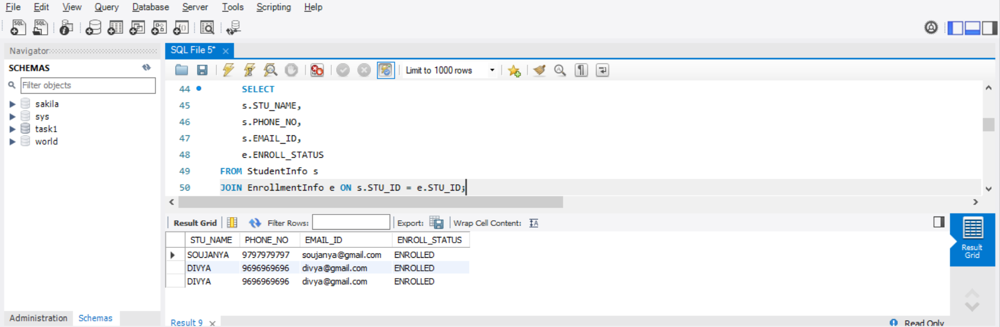 File Edit View Query Database Server Tools Scripting Help
Navigator
SCHEMAS
Filter objects
sakila
sys
task1
world
Administration Schemas
SQL File 5*
Limit to 1000 rows
44 SELECT
45 s.STU_NAME,
46 s.PHONE_NO,
47 s.EMAIL_ID,
48 e.ENROLL_STATUS
49 FROM StudentInfo s
50 JOIN EnrollmentInfo e ON s.STU_ID = e.STU_ID;
Result Grid Filter Rows: Export: Wrap Cell Content:
STU_NAME PHONE_NO EMAIL_ID ENROLL_STATUS
SOUJANYA 9797979797 soujanya@gmail.com ENROLLED
DIVYA 9696969696 divya@gmail.com ENROLLED
DIVYA 9696969696 divya@gmail.com ENROLLED
Result
Grid
Result 9
Read Only